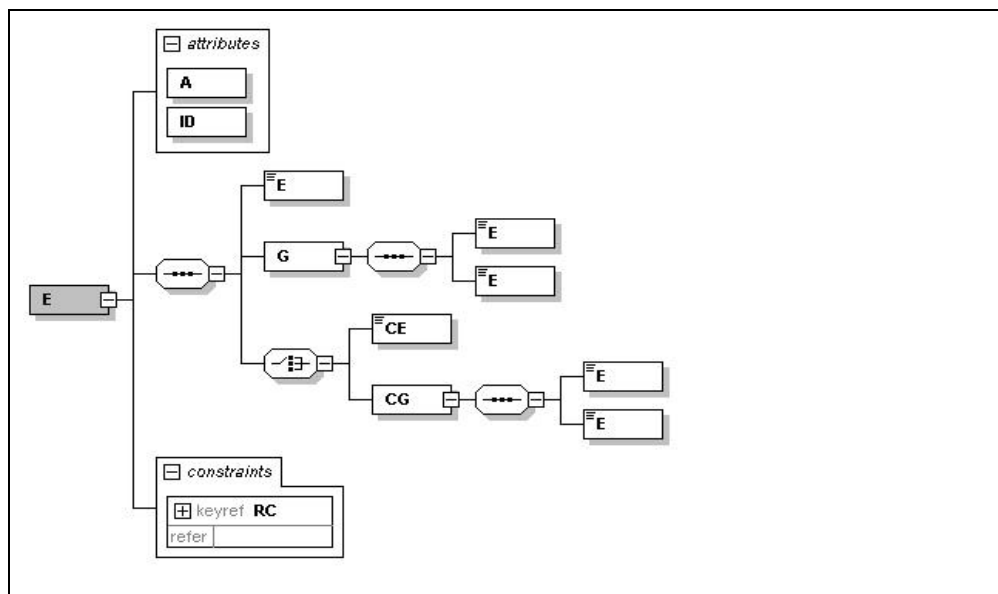 attributes
A
ID
E
G
E
E
E
CE
CG
E
E
constraints
keyref RC
refer